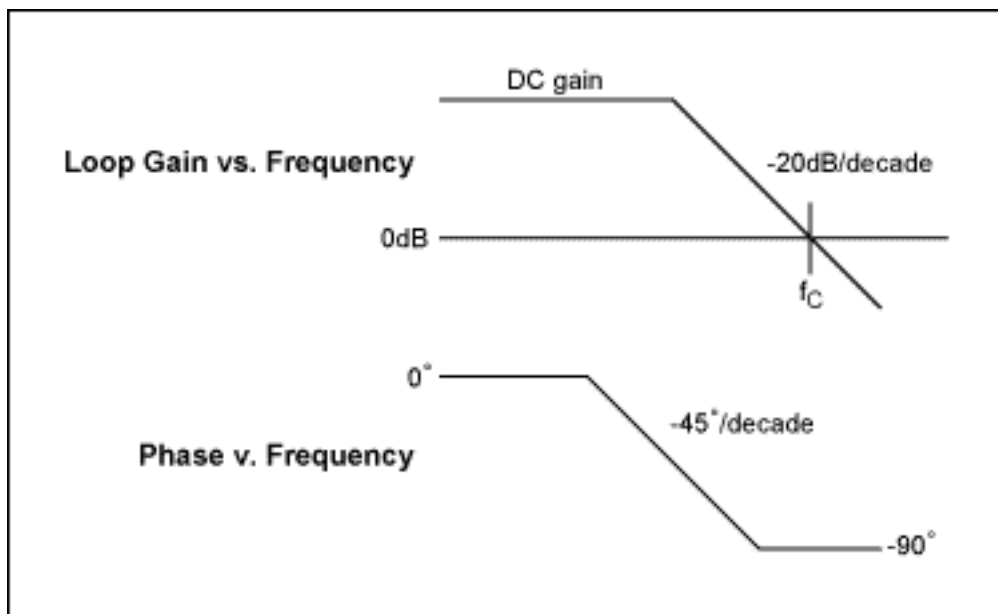 DC gain
Loop Gain vs. Frequency
-20dB/decade
0dB
fC
0°
-45°/decade
Phase v. Frequency
-90°